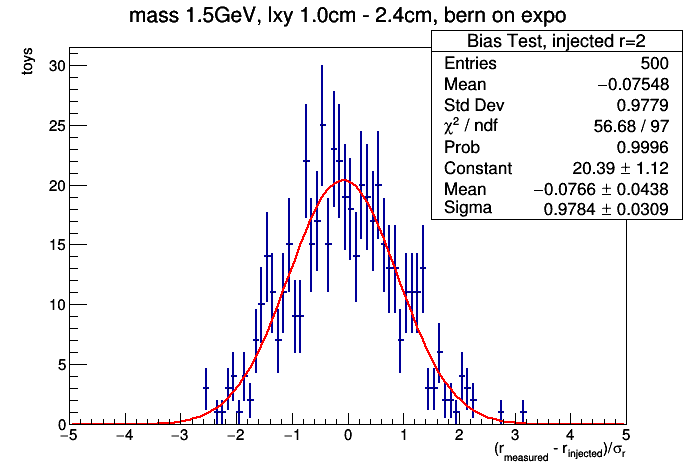 mass 1.5GeV, lxy 1.0cm - 2.4cm, bern on expo
toys
Bias Test, injected r=2
Entries 500
Mean −0.07548
Std Dev 0.9779
χ² / ndf 56.68 / 97
Prob 0.9996
Constant 20.39 ± 1.12
Mean −0.0766 ± 0.0438
Sigma 0.9784 ± 0.0309
30
25
20
15
10
5
0
−5 −4 −3 −2 −1 0 1 2 3 4 5
(r_measured - r_injected)/σ_r